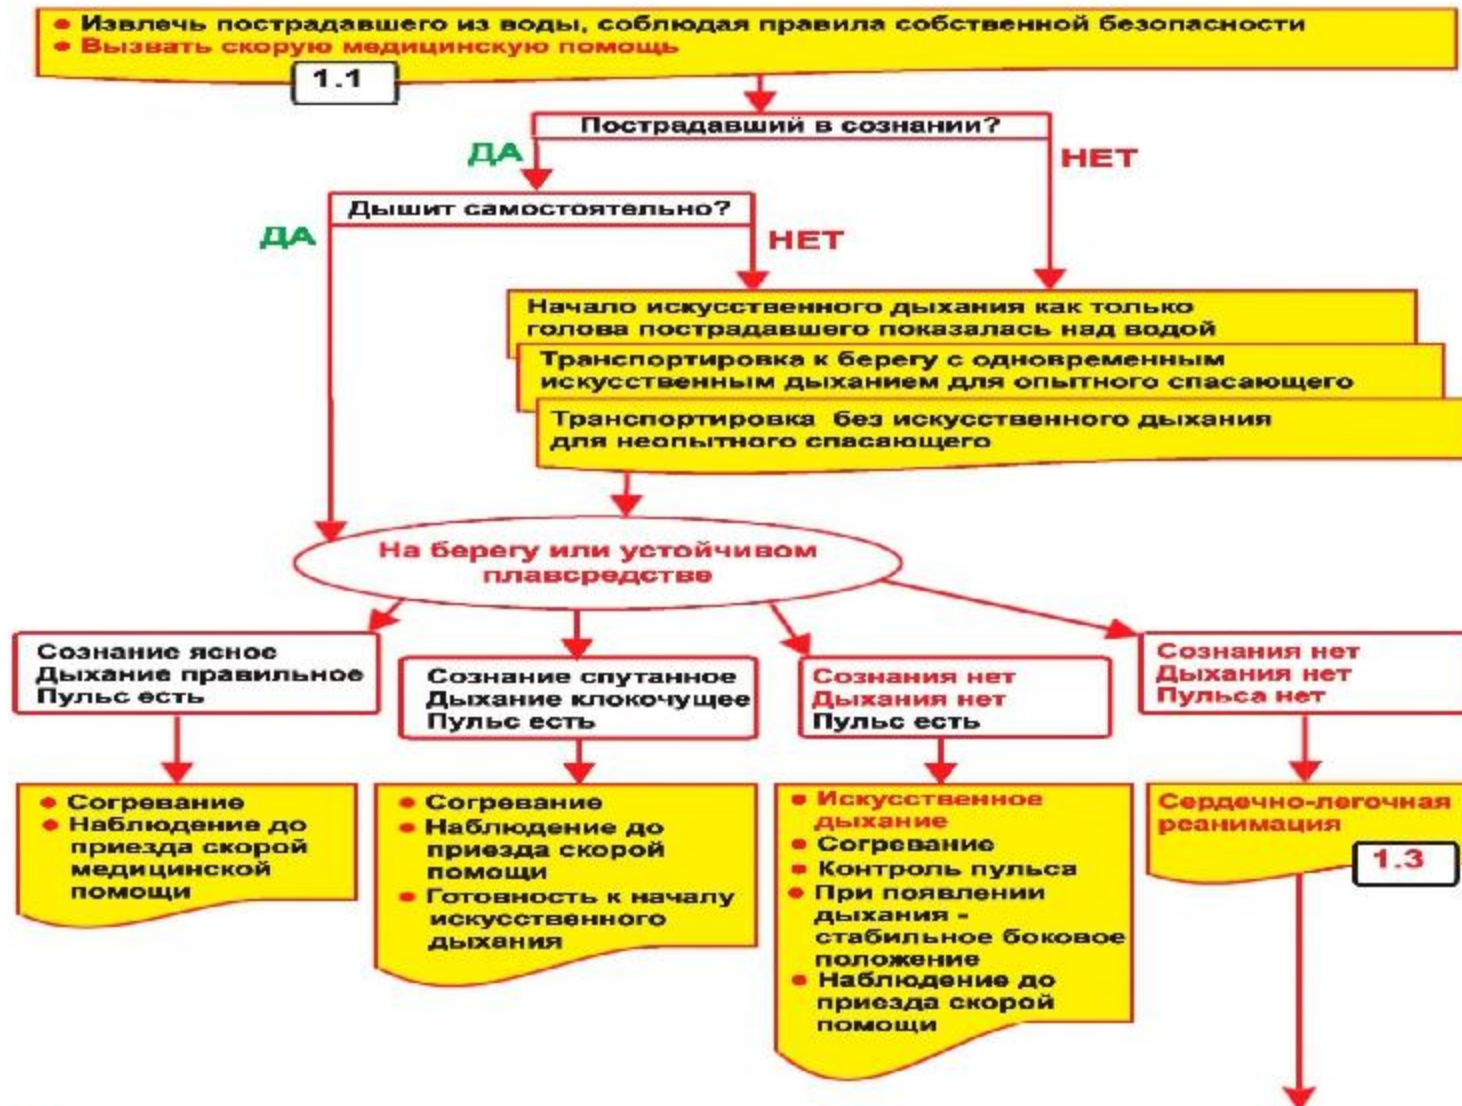 • Извлечь пострадавшего из воды, соблюдая правила собственной безопасности
• Вызвать скорую медицинскую помощь
1.1
Пострадавший в сознании?
ДА
НЕТ
Дышит самостоятельно?
ДА
НЕТ
Начало искусственного дыхания как только
голова пострадавшего показалась над водой
Транспортировка к берегу с одновременным
искусственным дыханием для опытного спасающего
Транспортировка без искусственного дыхания
для неопытного спасающего
На берегу или устойчивом
плавсредстве
Сознание ясное
Дыхание правильное
Пульс есть
Сознание спутанное
Дыхание клокочущее
Пульс есть
Сознания нет
Дыхания нет
Пульс есть
Сознания нет
Дыхания нет
Пульса нет
• Согревание
• Наблюдение до
приезда скорой
медицинской
помощи
• Согревание
• Наблюдение до
приезда скорой
помощи
• Готовность к началу
искусственного
дыхания
• Искусственное
дыхание
• Согревание
• Контроль пульса
• При появлении
дыхания -
стабильное боковое
положение
• Наблюдение до
приезда скорой
помощи
Сердечно-легочная
реанимация
1.3